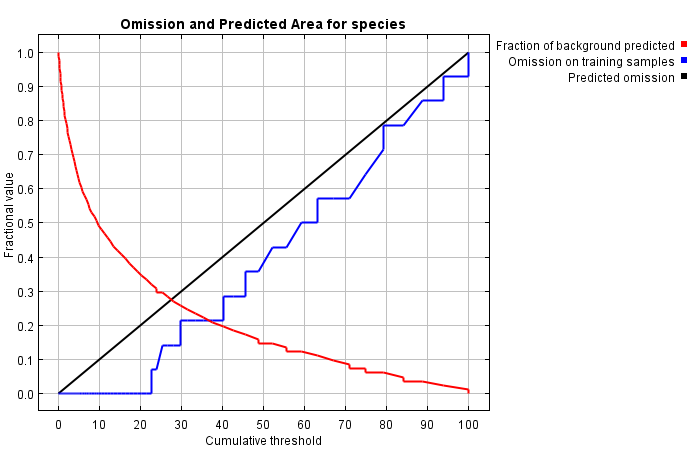 Omission and Predicted Area for species
Fraction of background predicted
Omission on training samples
Predicted omission
Fractional value
1.0
0.9
0.8
0.7
0.6
0.5
0.4
0.3
0.2
0.1
0.0
0 10 20 30 40 50 60 70 80 90 100
Cumulative threshold